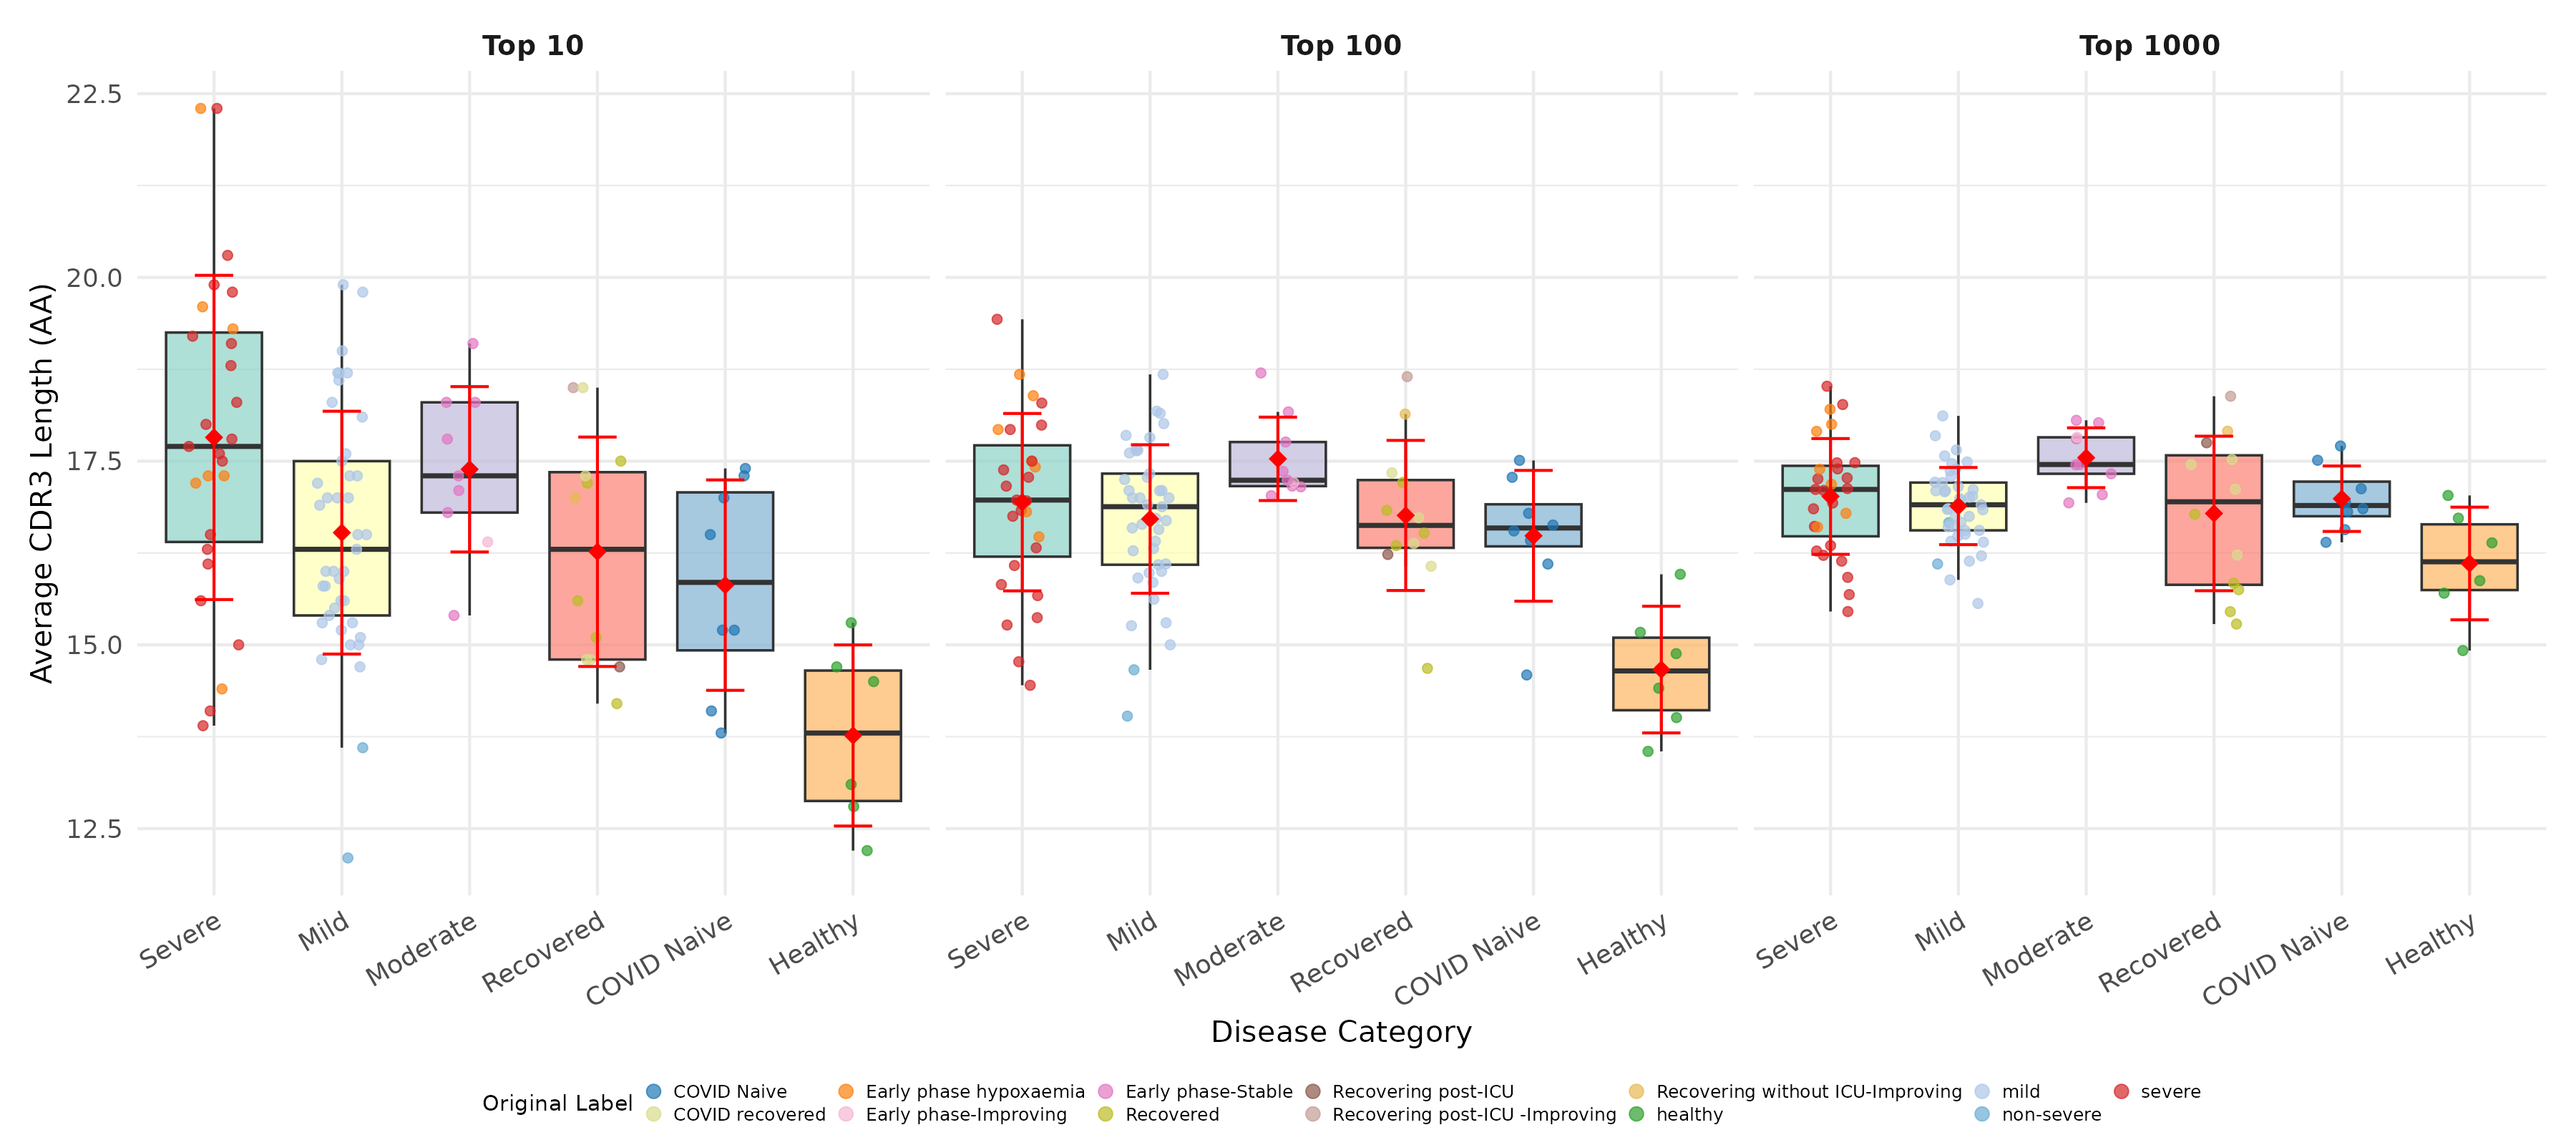 Top 10 Top 100 Top 1000
Average CDR3 Length (AA)
22.5
20.0
17.5
15.0
12.5
Severe Mild Moderate Recovered COVID Naive Healthy Severe Mild Moderate Recovered COVID Naive Healthy Severe Mild Moderate Recovered COVID Naive Healthy
Disease Category
Original Label
COVID Naive Early phase hypoxaemia Early phase-Stable Recovering post-ICU Recovering without ICU-Improving mild severe
COVID recovered Early phase-Improving Recovered Recovering post-ICU -Improving healthy non-severe